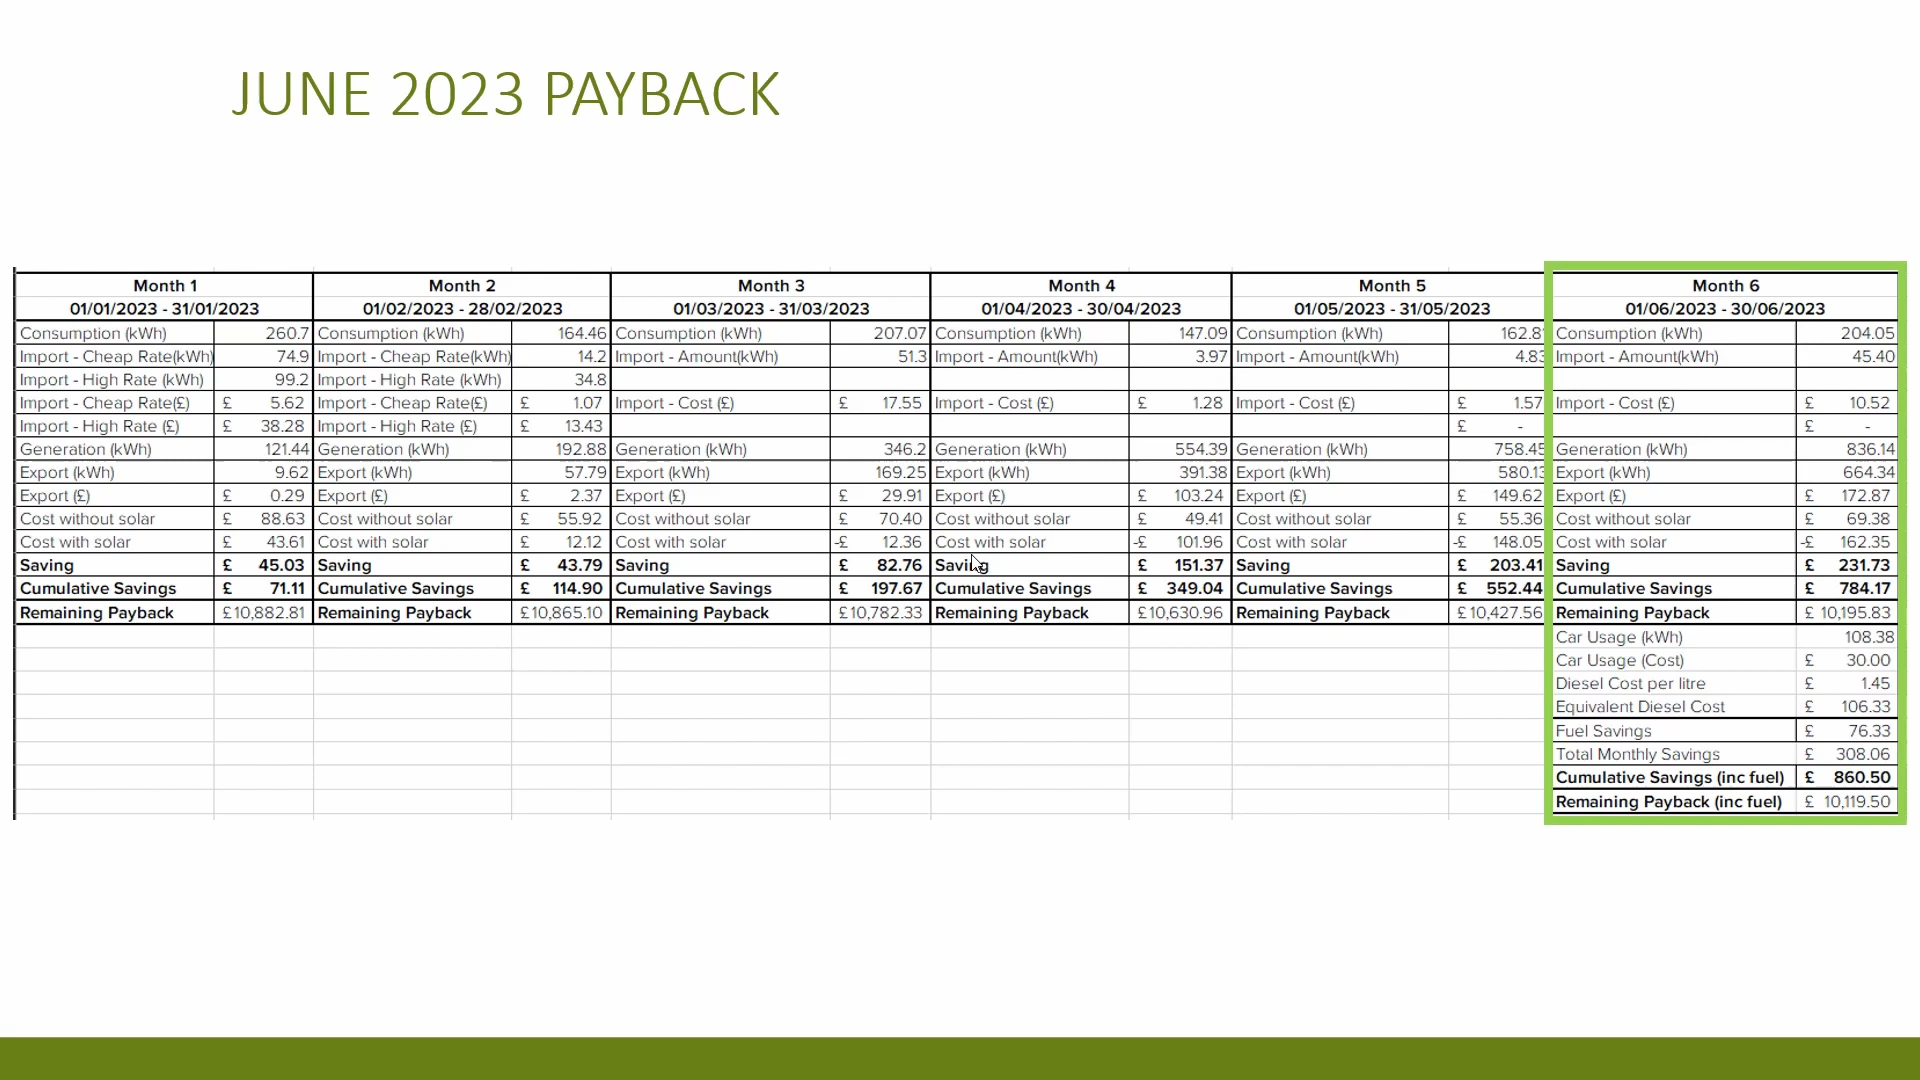 JUNE 2023 PAYBACK
Month 1 Month 2 Month 3 Month 4 Month 5 Month 6
01/01/2023 - 31/01/2023 01/02/2023 - 28/02/2023 01/03/2023 - 31/03/2023 01/04/2023 - 30/04/2023 01/05/2023 - 31/05/2023 01/06/2023 - 30/06/2023
Consumption (kWh) 260.7 Consumption (kWh) 164.46 Consumption (kWh) 207.07 Consumption (kWh) 147.09 Consumption (kWh) 162.8 Consumption (kWh) 204.05
Import - Cheap Rate(kWh) 74.9 Import - Cheap Rate(kWh) 14.2 Import - Amount(kWh) 51.3 Import - Amount(kWh) 3.97 Import - Amount(kWh) 4.83 Import - Amount(kWh) 45.40
Import - High Rate (kWh) 99.2 Import - High Rate (kWh) 34.8
Import - Cheap Rate(£) £ 5.62 Import - Cheap Rate(£) £ 1.07 Import - Cost (£) £ 17.55 Import - Cost (£) £ 1.28 Import - Cost (£) £ 1.57 Import - Cost (£) £ 10.52
Import - High Rate (£) £ 38.28 Import - High Rate (£) £ 13.43 £ - £ -
Generation (kWh) 121.44 Generation (kWh) 192.88 Generation (kWh) 346.2 Generation (kWh) 554.39 Generation (kWh) 758.45 Generation (kWh) 836.14
Export (kWh) 9.62 Export (kWh) 57.79 Export (kWh) 169.25 Export (kWh) 391.38 Export (kWh) 580.13 Export (kWh) 664.34
Export (£) £ 0.29 Export (£) £ 2.37 Export (£) £ 29.91 Export (£) £ 103.24 Export (£) £ 149.62 Export (£) £ 172.87
Cost without solar £ 88.63 Cost without solar £ 55.92 Cost without solar £ 70.40 Cost without solar £ 49.41 Cost without solar £ 55.36 Cost without solar £ 69.38
Cost with solar £ 43.61 Cost with solar £ 12.12 Cost with solar -£ 12.36 Cost with solar -£ 101.96 Cost with solar -£ 148.05 Cost with solar -£ 162.35
Saving £ 45.03 Saving £ 43.79 Saving £ 82.76 Saving £ 151.37 Saving £ 203.41 Saving £ 231.73
Cumulative Savings £ 71.11 Cumulative Savings £ 114.90 Cumulative Savings £ 197.67 Cumulative Savings £ 349.04 Cumulative Savings £ 552.44 Cumulative Savings £ 784.17
Remaining Payback £10,882.81 Remaining Payback £10,865.10 Remaining Payback £10,782.33 Remaining Payback £10,630.96 Remaining Payback £10,427.56 Remaining Payback £ 10,195.83
Car Usage (kWh) 108.38
Car Usage (Cost) £ 30.00
Diesel Cost per litre £ 1.45
Equivalent Diesel Cost £ 106.33
Fuel Savings £ 76.33
Total Monthly Savings £ 308.06
Cumulative Savings (inc fuel) £ 860.50
Remaining Payback (inc fuel) £ 10,119.50